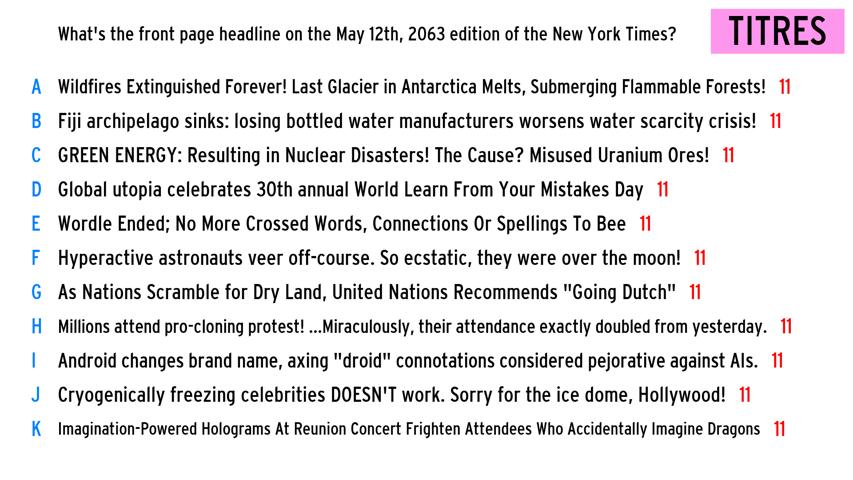 What's the front page headline on the May 12th, 2063 edition of the New York Times?
TITRES
A Wildfires Extinguished Forever! Last Glacier in Antarctica Melts, Submerging Flammable Forests! 11
B Fiji archipelago sinks: losing bottled water manufacturers worsens water scarcity crisis! 11
C GREEN ENERGY: Resulting in Nuclear Disasters! The Cause? Misused Uranium Ores! 11
D Global utopia celebrates 30th annual World Learn From Your Mistakes Day 11
E Wordle Ended; No More Crossed Words, Connections Or Spellings To Bee 11
F Hyperactive astronauts veer off-course. So ecstatic, they were over the moon! 11
G As Nations Scramble for Dry Land, United Nations Recommends "Going Dutch" 11
H Millions attend pro-cloning protest! ...Miraculously, their attendance exactly doubled from yesterday. 11
I Android changes brand name, axing "droid" connotations considered pejorative against AIs. 11
J Cryogenically freezing celebrities DOESN'T work. Sorry for the ice dome, Hollywood! 11
K Imagination-Powered Holograms At Reunion Concert Frighten Attendees Who Accidentally Imagine Dragons 11